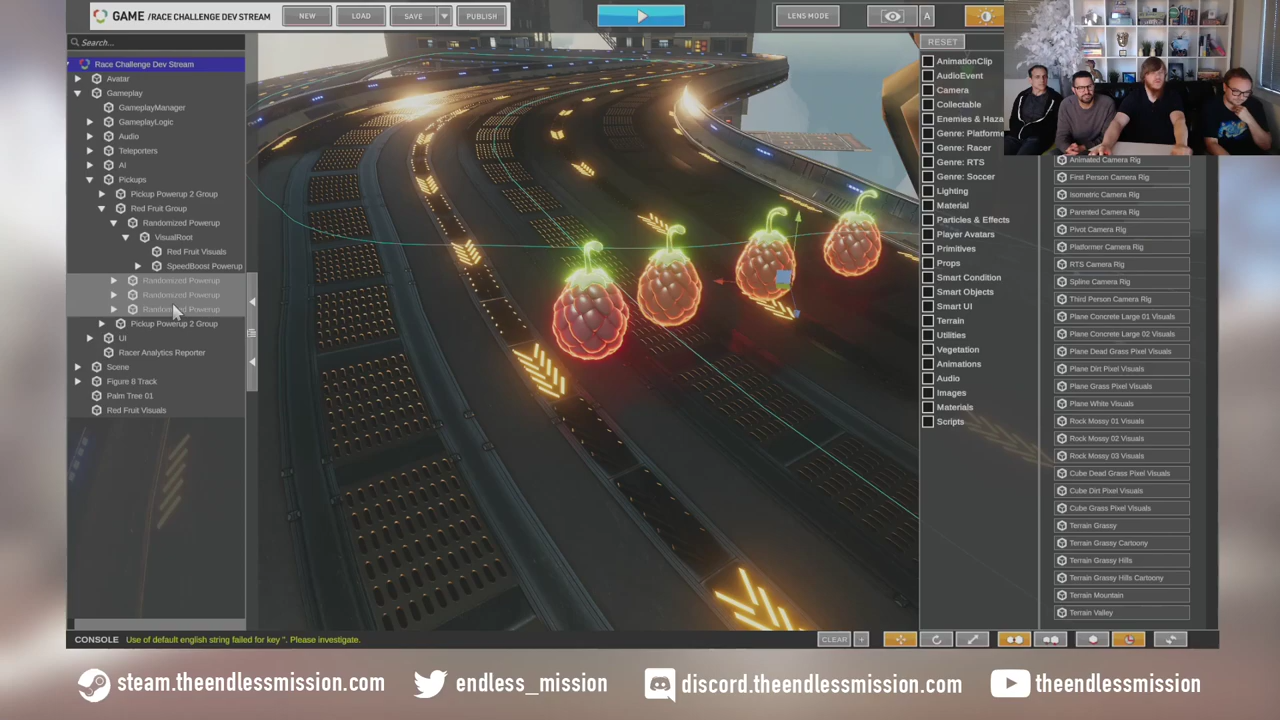 GAME /RACE CHALLENGE DEV STREAM
NEW
LOAD
SAVE
PUBLISH
LENS MODE
A
Search...
Race Challenge Dev Stream
Avatar
Gameplay
GameplayManager
GameplayLogic
Audio
Teleporters
AI
Pickups
Pickup Powerup 2 Group
Red Fruit Group
Randomized Powerup
VisualRoot
Red Fruit Visuals
SpeedBoost Powerup
Randomized Powerup
Randomized Powerup
Randomized Powerup
Pickup Powerup 2 Group
UI
Racer Analytics Reporter
Scene
Figure 8 Track
Palm Tree 01
Red Fruit Visuals
RESET
AnimationClip
AudioEvent
Camera
Collectable
Enemies & Haza
Genre: Platforme
Genre: Racer
Genre: RTS
Genre: Soccer
Lighting
Material
Particles & Effects
Player Avatars
Primitives
Props
Smart Condition
Smart Objects
Smart UI
Terrain
Utilities
Vegetation
Animations
Audio
Images
Materials
Scripts
Animated Camera Rig
First Person Camera Rig
Isometric Camera Rig
Parented Camera Rig
Pivot Camera Rig
Platformer Camera Rig
RTS Camera Rig
Spline Camera Rig
Third Person Camera Rig
Plane Concrete Large 01 Visuals
Plane Concrete Large 02 Visuals
Plane Dead Grass Pixel Visuals
Plane Dirt Pixel Visuals
Plane Grass Pixel Visuals
Plane White Visuals
Rock Mossy 01 Visuals
Rock Mossy 02 Visuals
Rock Mossy 03 Visuals
Cube Dead Grass Pixel Visuals
Cube Dirt Pixel Visuals
Cube Grass Pixel Visuals
Terrain Grassy
Terrain Grassy Cartoony
Terrain Grassy Hills
Terrain Grassy Hills Cartoony
Terrain Mountain
Terrain Valley
CONSOLE Use of default english string failed for key ''. Please investigate.
CLEAR +
steam.theendlessmission.com
endless_mission
discord.theendlessmission.com
theendlessmission